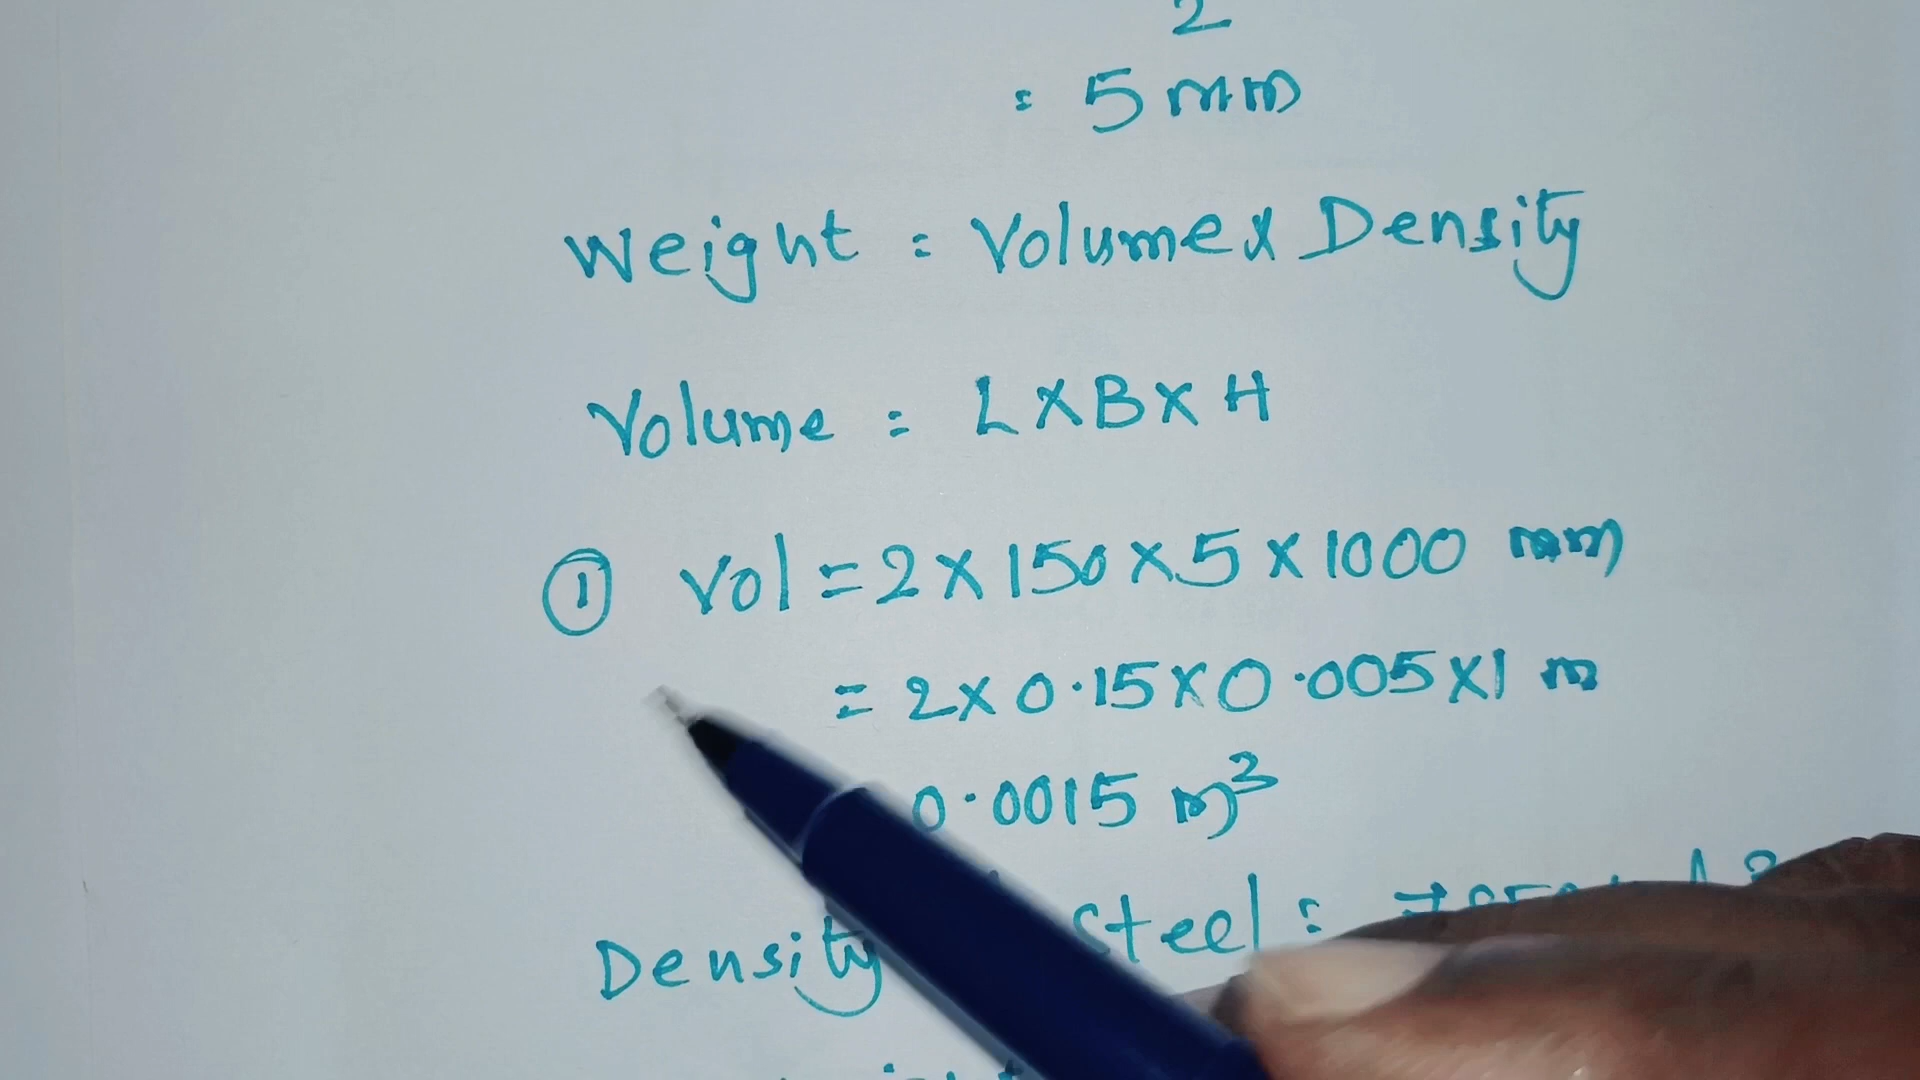 2
= 5 mm
Weight = Volume x Density
Volume = L X B X H
① Vol = 2 X 150 X 5 X 1000 mm
= 2 X 0.15 X 0.005 X 1 m
0.0015 m³
Density Steel =